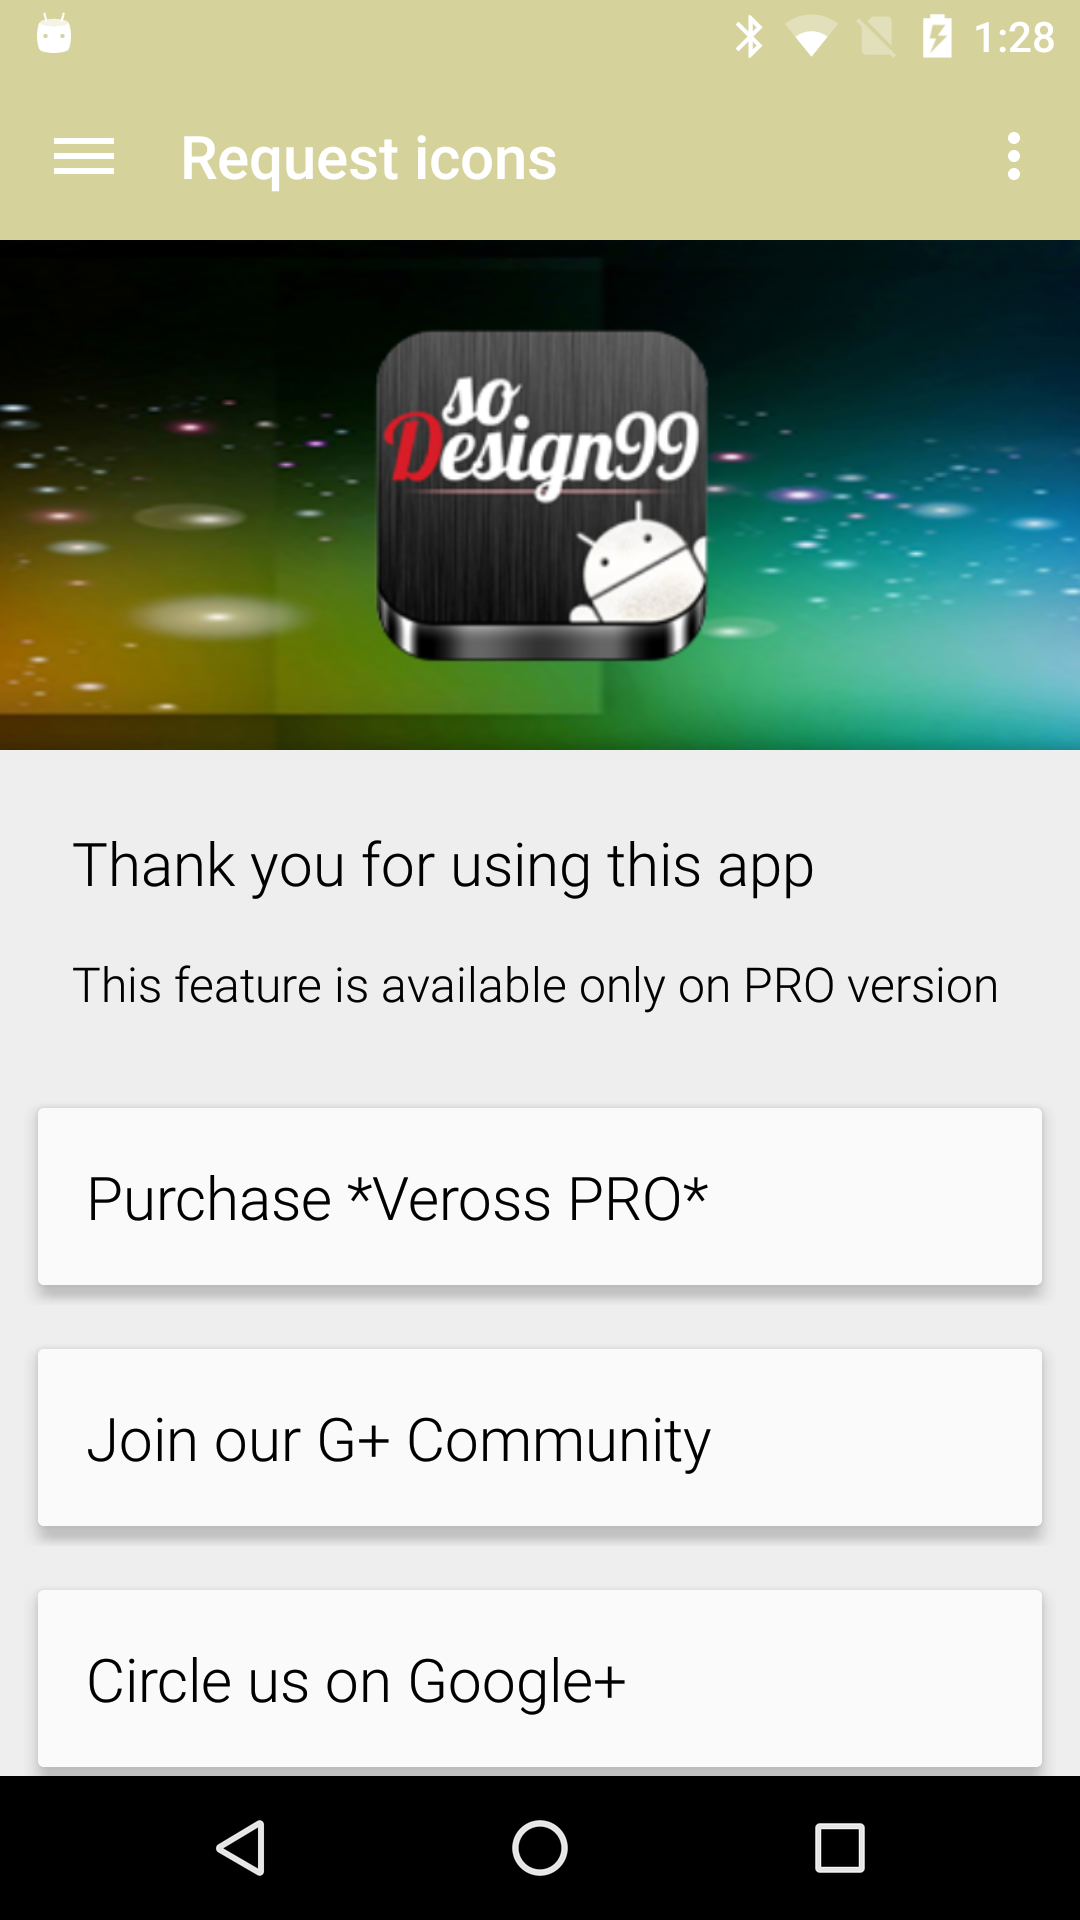 1:28
Request icons
so
Design99
Thank you for using this app
This feature is available only on PRO version
Purchase *Veross PRO*
Join our G+ Community
Circle us on Google+